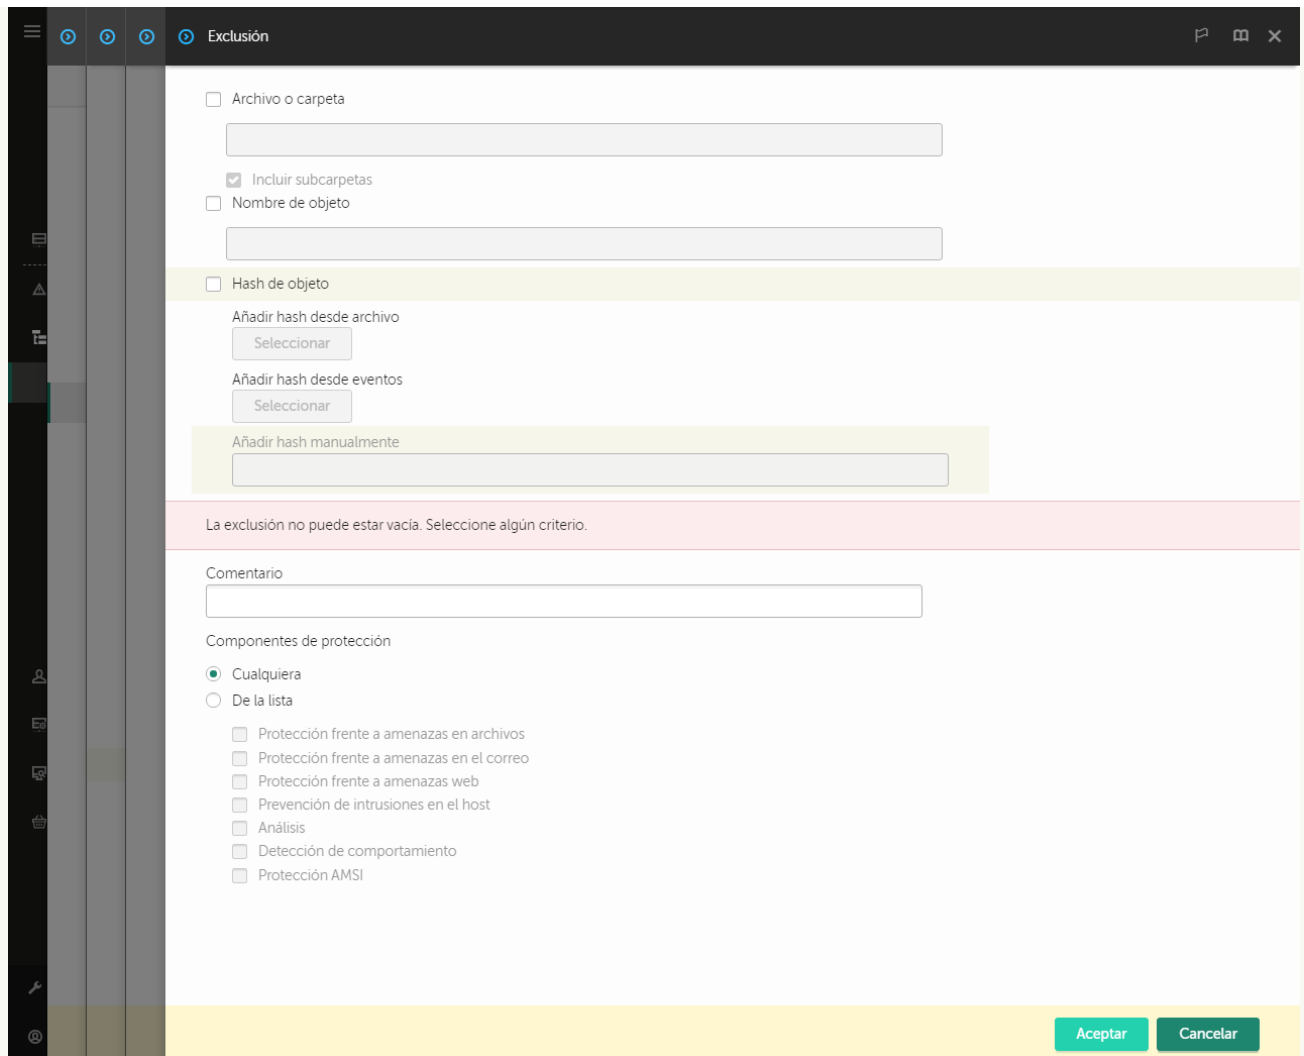 Exclusión
Archivo o carpeta
Incluir subcarpetas
Nombre de objeto
Hash de objeto
Añadir hash desde archivo
Seleccionar
Añadir hash desde eventos
Seleccionar
Añadir hash manualmente
La exclusión no puede estar vacía. Seleccione algún criterio.
Comentario
Componentes de protección
Cualquiera
De la lista
Protección frente a amenazas en archivos
Protección frente a amenazas en el correo
Protección frente a amenazas web
Prevención de intrusiones en el host
Análisis
Detección de comportamiento
Protección AMSI
Aceptar Cancelar